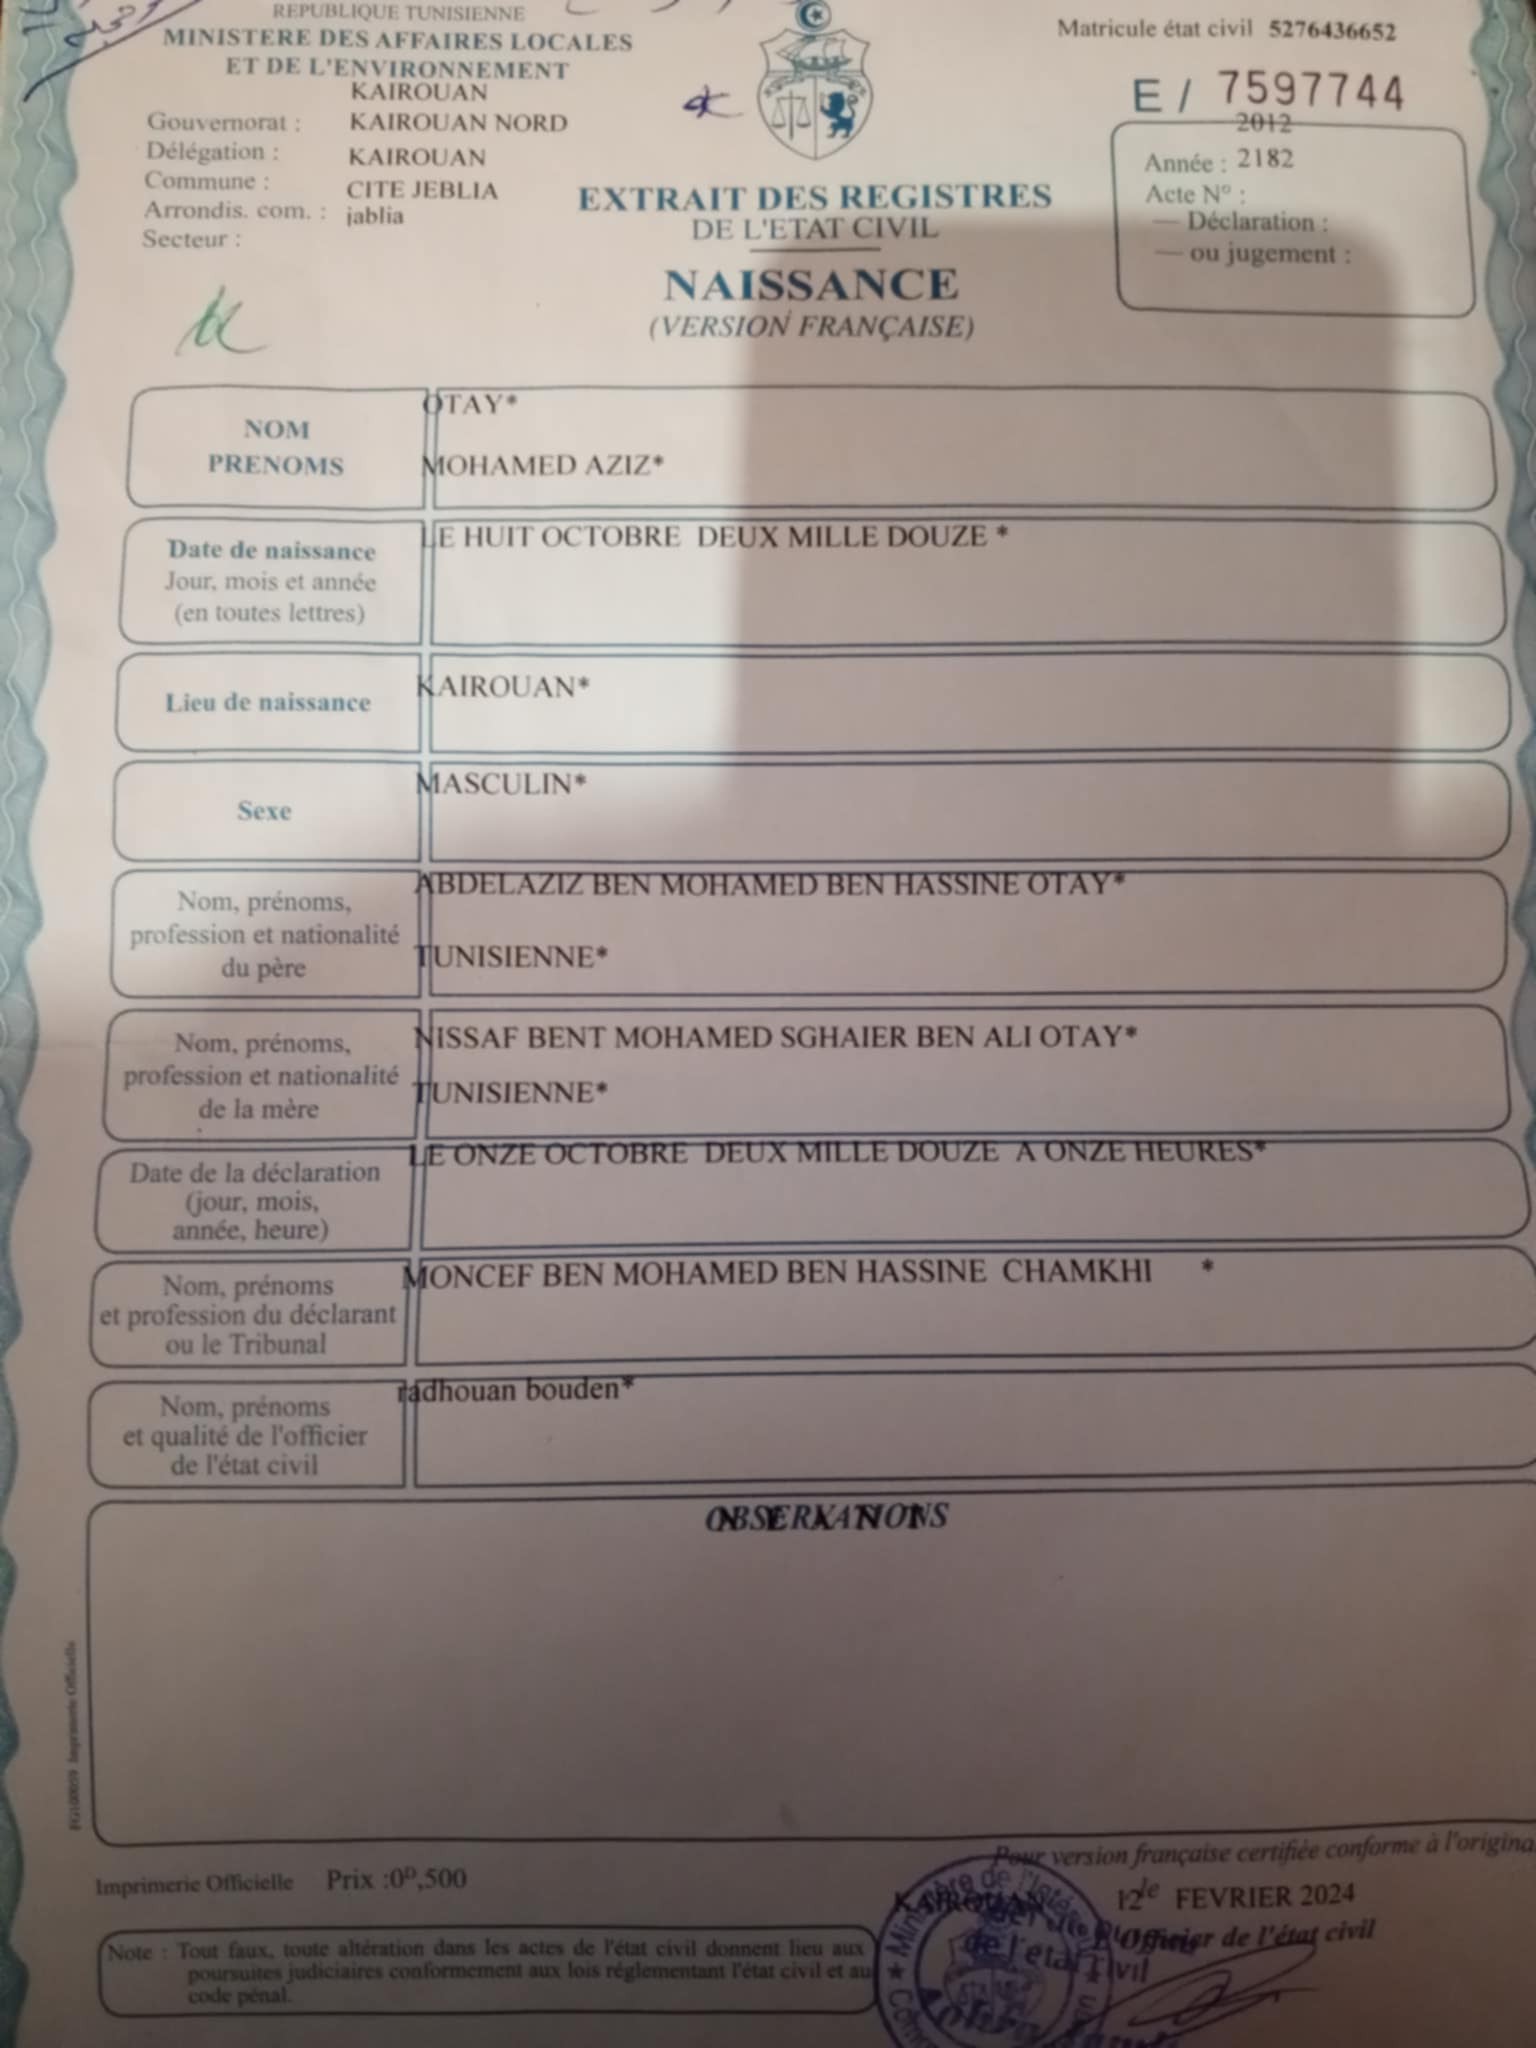 REPUBLIQUE TUNISIENNE
MINISTERE DES AFFAIRES LOCALES
ET DE L'ENVIRONNEMENT
KAIROUAN
Gouvernorat : KAIROUAN NORD
Délégation : KAIROUAN
Commune : CITE JEBLIA
Arrondis. com. : jablia
Secteur :
Matricule état civil 5276436652
E / 7597744
2012
Année : 2182
Acte N° :
— Déclaration :
— ou jugement :
EXTRAIT DES REGISTRES
DE L'ETAT CIVIL
NAISSANCE
(VERSION FRANÇAISE)
NOM OTAY*
PRENOMS MOHAMED AZIZ*
Date de naissance LE HUIT OCTOBRE DEUX MILLE DOUZE *
Jour, mois et année
(en toutes lettres)
Lieu de naissance KAIROUAN*
Sexe MASCULIN*
Nom, prénoms, ABDELAZIZ BEN MOHAMED BEN HASSINE OTAY*
profession et nationalité
du père TUNISIENNE*
Nom, prénoms, NISSAF BENT MOHAMED SGHAIER BEN ALI OTAY*
profession et nationalité TUNISIENNE*
de la mère
Date de la déclaration LE ONZE OCTOBRE DEUX MILLE DOUZE A ONZE HEURES*
(jour, mois,
année, heure)
Nom, prénoms MONCEF BEN MOHAMED BEN HASSINE CHAMKHI *
et profession du déclarant
ou le Tribunal
Nom, prénoms radhouan bouden*
et qualité de l'officier
de l'état civil
OBSERVATIONS
N E A N T
FG100059 Imprimerie Officielle
Imprimerie Officielle Prix :0D,500
Pour version française certifiée conforme à l'original
KAIROUAN le 12 FEVRIER 2024
Officier de l'état civil
de l'état Civil
Note : Tout faux, toute altération dans les actes de l'état civil donnent lieu aux
poursuites judiciaires conformement aux lois réglementant l'état civil et au
code pénal.